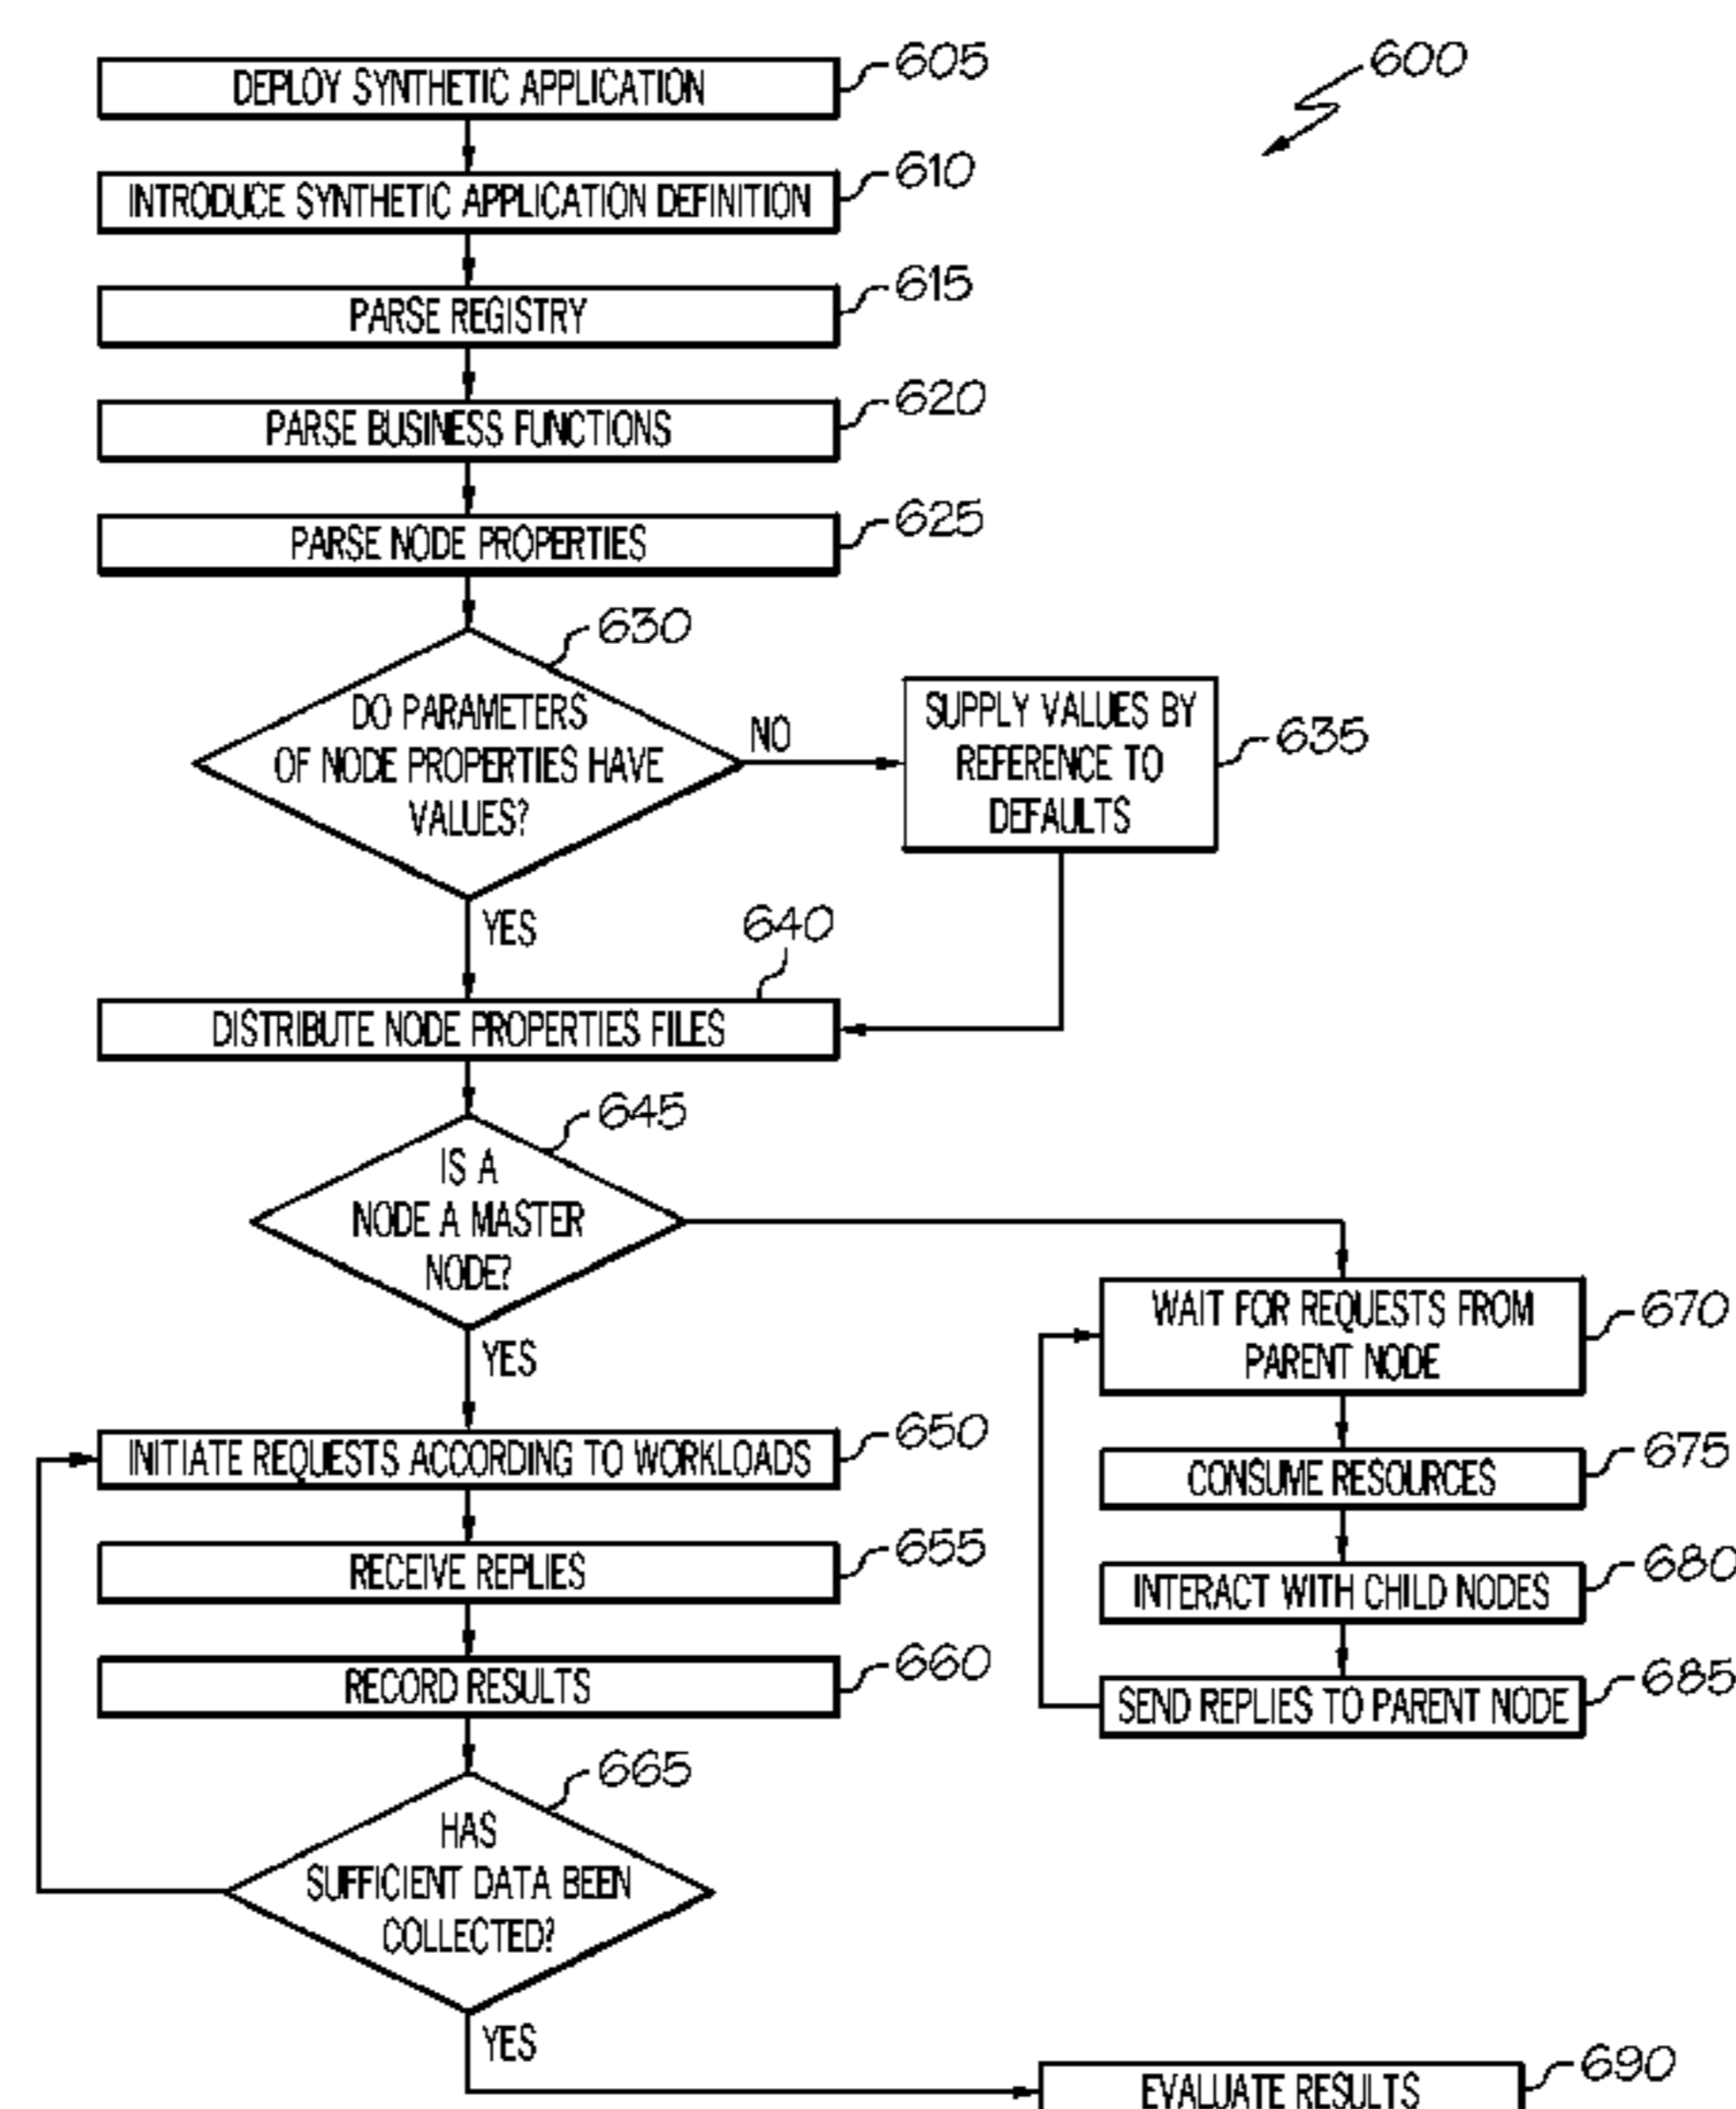 600
DEPLOY SYNTHETIC APPLICATION
605
INTRODUCE SYNTHETIC APPLICATION DEFINITION
610
PARSE REGISTRY
615
PARSE BUSINESS FUNCTIONS
620
PARSE NODE PROPERTIES
625
630
DO PARAMETERS
OF NODE PROPERTIES HAVE
VALUES?
NO
SUPPLY VALUES BY
REFERENCE TO
DEFAULTS
635
YES
640
DISTRIBUTE NODE PROPERTIES FILES
645
IS A
NODE A MASTER
NODE?
YES
INITIATE REQUESTS ACCORDING TO WORKLOADS
650
RECEIVE REPLIES
655
RECORD RESULTS
660
665
HAS
SUFFICIENT DATA BEEN
COLLECTED?
YES
WAIT FOR REQUESTS FROM
PARENT NODE
670
CONSUME RESOURCES
675
INTERACT WITH CHILD NODES
680
SEND REPLIES TO PARENT NODE
685
EVALUATE RESULTS
690